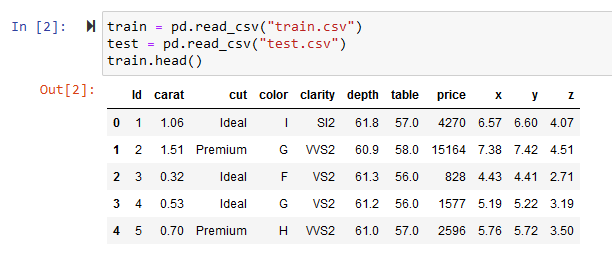 In [2]: train = pd.read_csv("train.csv")
test = pd.read_csv("test.csv")
train.head()
Out[2]:
Id carat cut color clarity depth table price x y z
0 1 1.06 Ideal I SI2 61.8 57.0 4270 6.57 6.60 4.07
1 2 1.51 Premium G VVS2 60.9 58.0 15164 7.38 7.42 4.51
2 3 0.32 Ideal F VS2 61.3 56.0 828 4.43 4.41 2.71
3 4 0.53 Ideal G VS2 61.2 56.0 1577 5.19 5.22 3.19
4 5 0.70 Premium H VVS2 61.0 57.0 2596 5.76 5.72 3.50